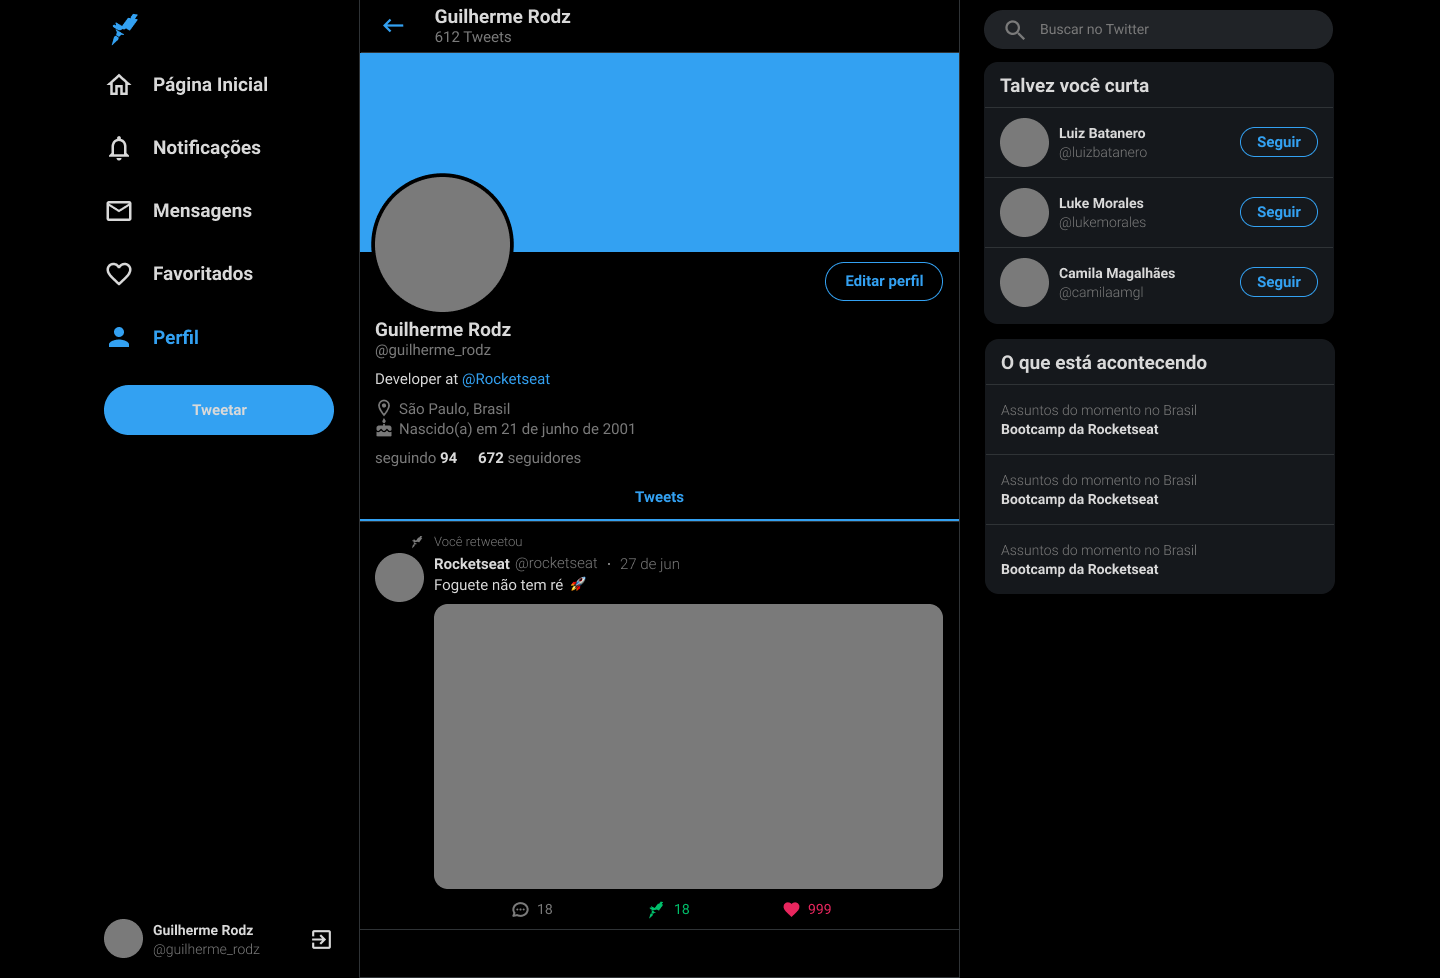 Página Inicial
Notificações
Mensagens
Favoritados
Perfil
Tweetar
Guilherme Rodz
@guilherme_rodz
Guilherme Rodz
612 Tweets
Editar perfil
Guilherme Rodz
@guilherme_rodz
Developer at @Rocketseat
São Paulo, Brasil
Nascido(a) em 21 de junho de 2001
seguindo 94 672 seguidores
Tweets
Você retweetou
Rocketseat @rocketseat · 27 de jun
Foguete não tem ré 🚀
18 18 999
Buscar no Twitter
Talvez você curta
Luiz Batanero
@luizbatanero
Seguir
Luke Morales
@lukemorales
Seguir
Camila Magalhães
@camilaamgl
Seguir
O que está acontecendo
Assuntos do momento no Brasil
Bootcamp da Rocketseat
Assuntos do momento no Brasil
Bootcamp da Rocketseat
Assuntos do momento no Brasil
Bootcamp da Rocketseat